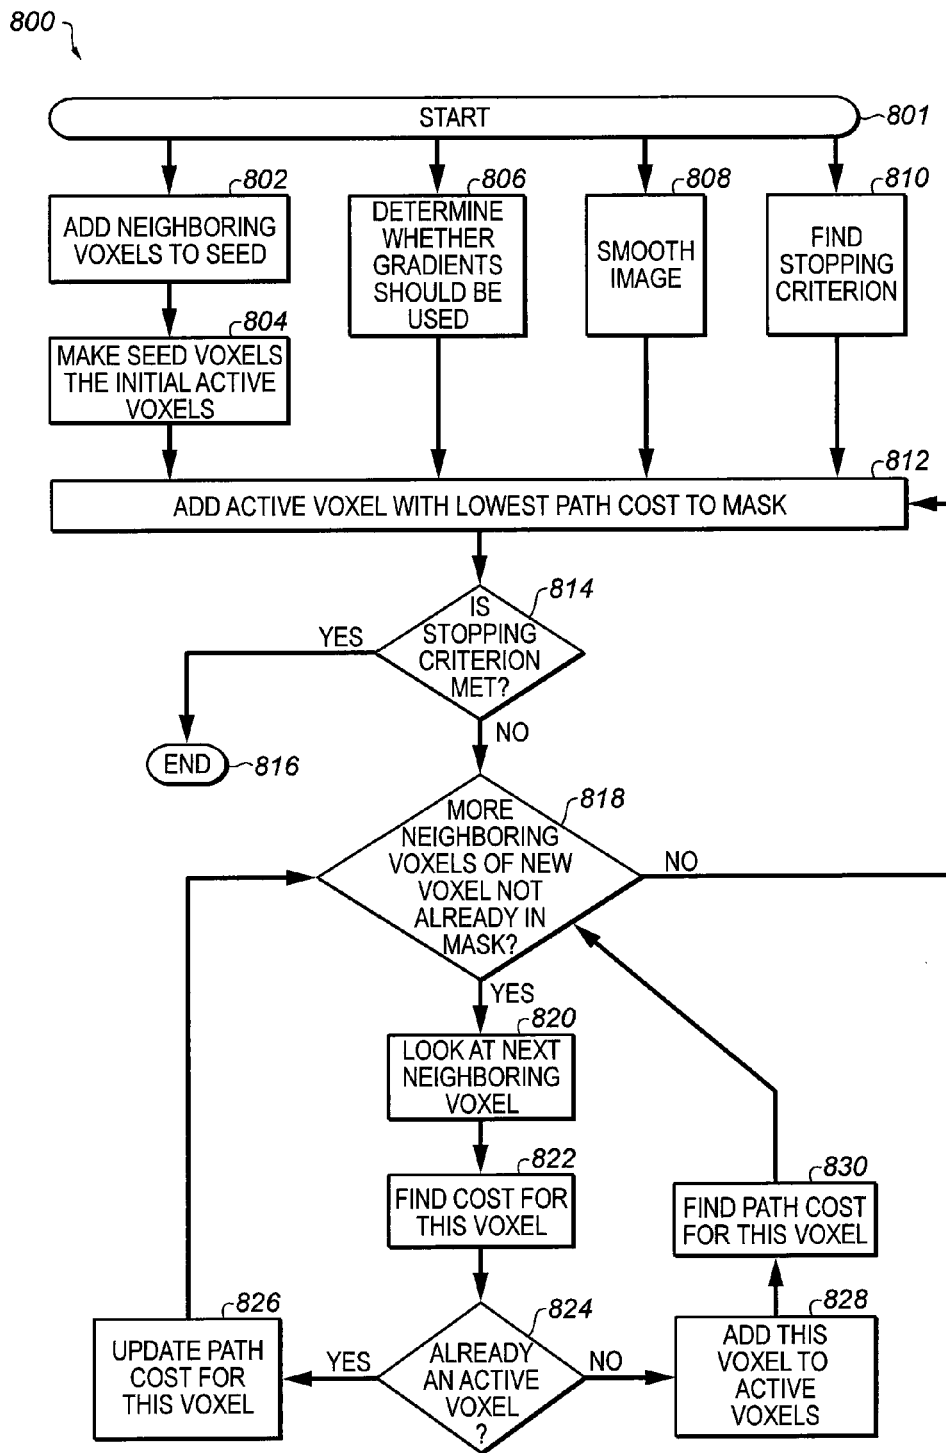 800
START
801
802
ADD NEIGHBORING
VOXELS TO SEED
806
DETERMINE
WHETHER
GRADIENTS
SHOULD BE
USED
808
SMOOTH
IMAGE
810
FIND
STOPPING
CRITERION
804
MAKE SEED VOXELS
THE INITIAL ACTIVE
VOXELS
812
ADD ACTIVE VOXEL WITH LOWEST PATH COST TO MASK
814
IS
STOPPING
CRITERION
MET?
YES
NO
END
816
818
MORE
NEIGHBORING
VOXELS OF NEW
VOXEL NOT
ALREADY IN
MASK?
NO
YES
820
LOOK AT NEXT
NEIGHBORING
VOXEL
822
FIND COST FOR
THIS VOXEL
830
FIND PATH COST
FOR THIS VOXEL
824
ALREADY
AN ACTIVE
VOXEL
?
YES
NO
826
UPDATE PATH
COST FOR
THIS VOXEL
828
ADD THIS
VOXEL TO
ACTIVE
VOXELS